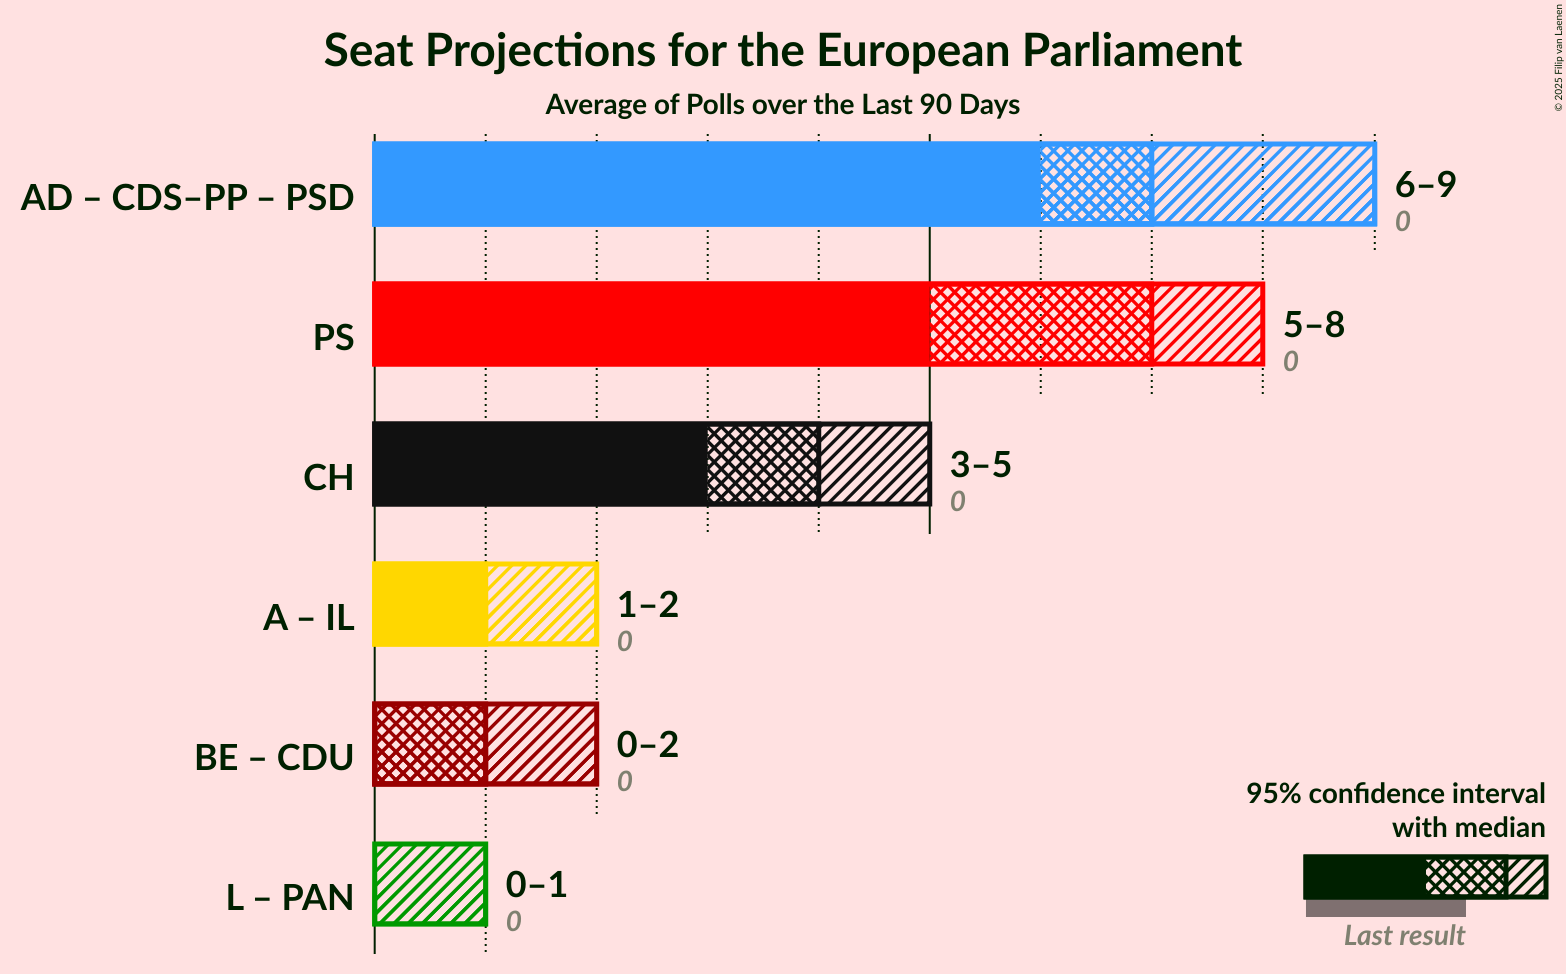 Seat Projections for the European Parliament
Average of Polls over the Last 90 Days
© 2025 Filip van Laenen
AD – CDS–PP – PSD
6–9
0
PS
5–8
0
CH
3–5
0
A – IL
1–2
0
BE – CDU
0–2
0
L – PAN
0–1
0
95% confidence interval
with median
Last result